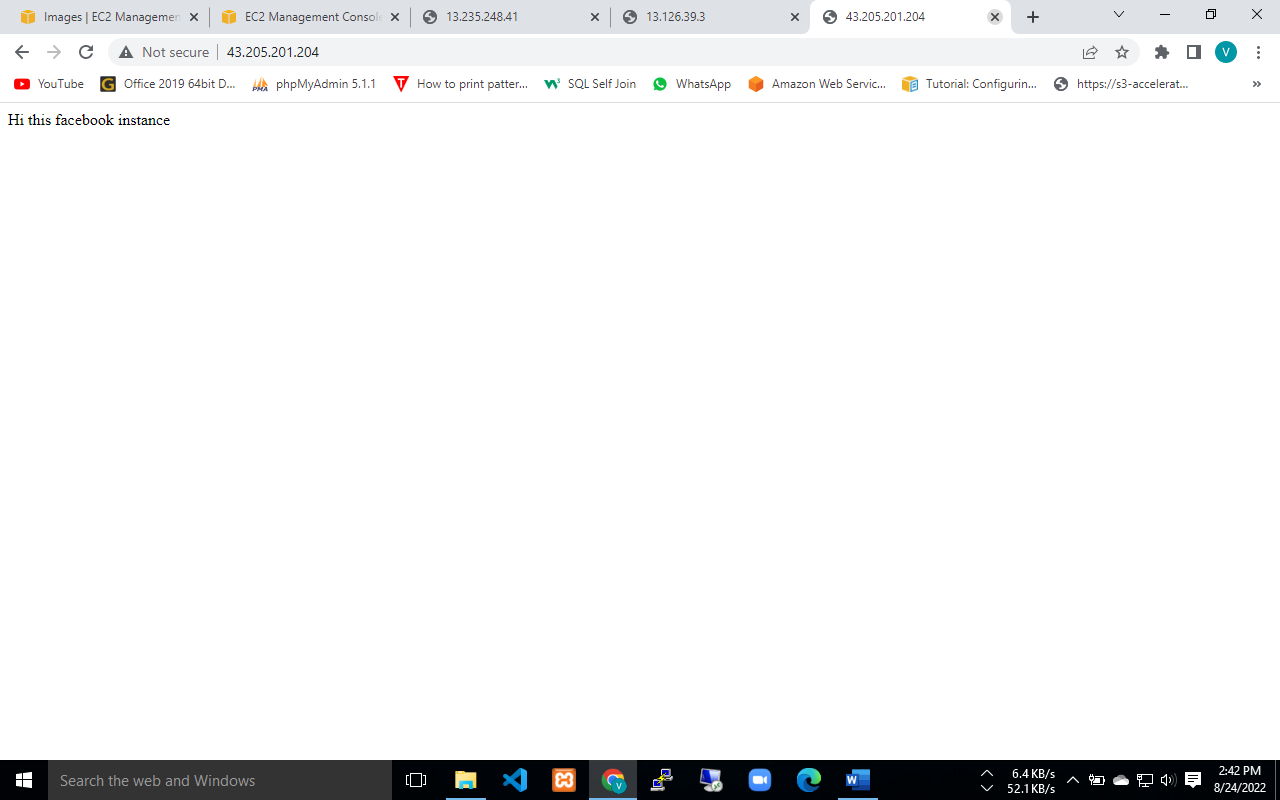 Images | EC2 Managemen
EC2 Management Consol
13.235.248.41
13.126.39.3
43.205.201.204
Not secure
43.205.201.204
V
YouTube
G
Office 2019 64bit D...
PMA
phpMyAdmin 5.1.1
T
How to print patter...
SQL Self Join
WhatsApp
Amazon Web Servic...
Tutorial: Configurin...
https://s3-accelerat...
»
Hi this facebook instance
Search the web and Windows
V
W
6.4 KB/s
52.1 KB/s
2:42 PM
8/24/2022